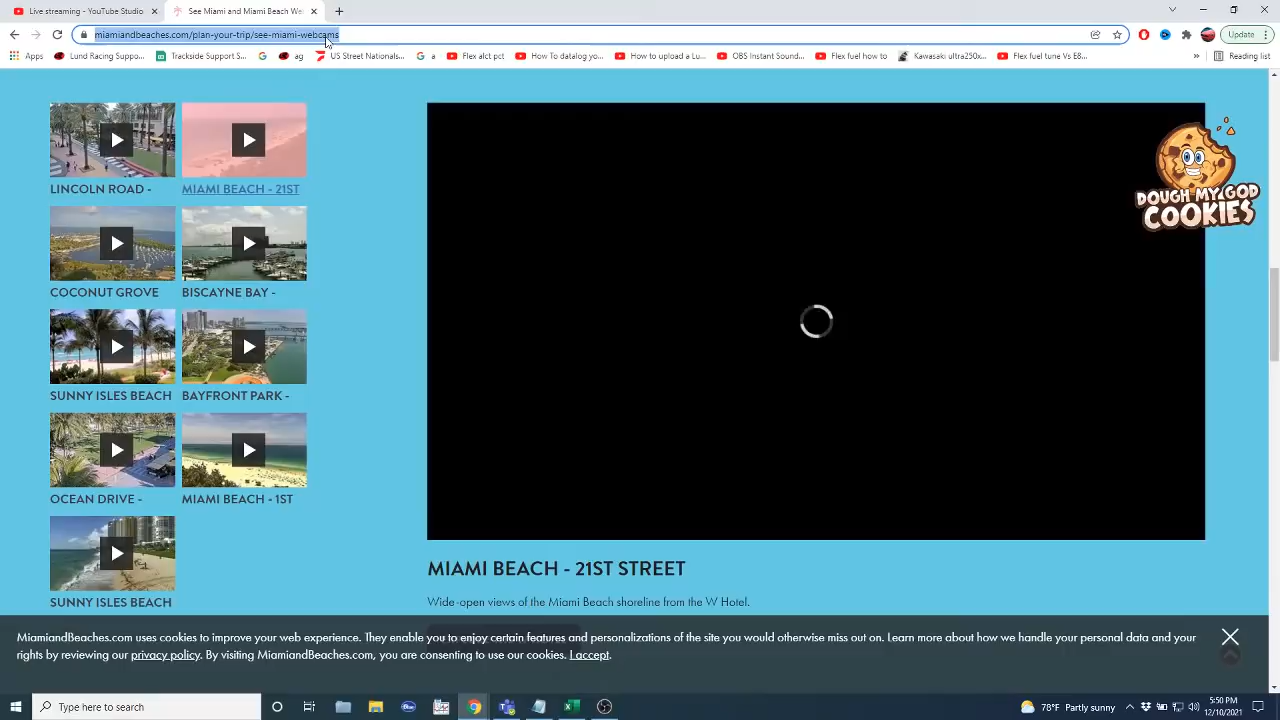 Live streaming - YouTube Studio
See Miami and Miami Beach We
miamiandbeaches.com/plan-your-trip/see-miami-webcams
Update
Apps
Lund Racing Suppo...
Trackside Support S...
ag
US Street Nationals...
a
Flex alct pct
How To datalog yo...
How to upload a Lu...
OBS Instant Sound...
Flex fuel how to
Kawasaki ultra250x...
Flex fuel tune Vs E8...
»
Reading list
LINCOLN ROAD -
MIAMI BEACH - 21ST
COCONUT GROVE
BISCAYNE BAY -
SUNNY ISLES BEACH
BAYFRONT PARK -
OCEAN DRIVE -
MIAMI BEACH - 1ST
SUNNY ISLES BEACH
DOUGH MY GOD
COOKIES
MIAMI BEACH - 21ST STREET
Wide-open views of the Miami Beach shoreline from the W Hotel.
MiamiandBeaches.com uses cookies to improve your web experience. They enable you to enjoy certain features and personalizations of the site you would otherwise miss out on. Learn more about how we handle your personal data and your
rights by reviewing our privacy policy. By visiting MiamiandBeaches.com, you are consenting to use our cookies. I accept.
Type here to search
78°F Partly sunny
5:50 PM
12/10/2021